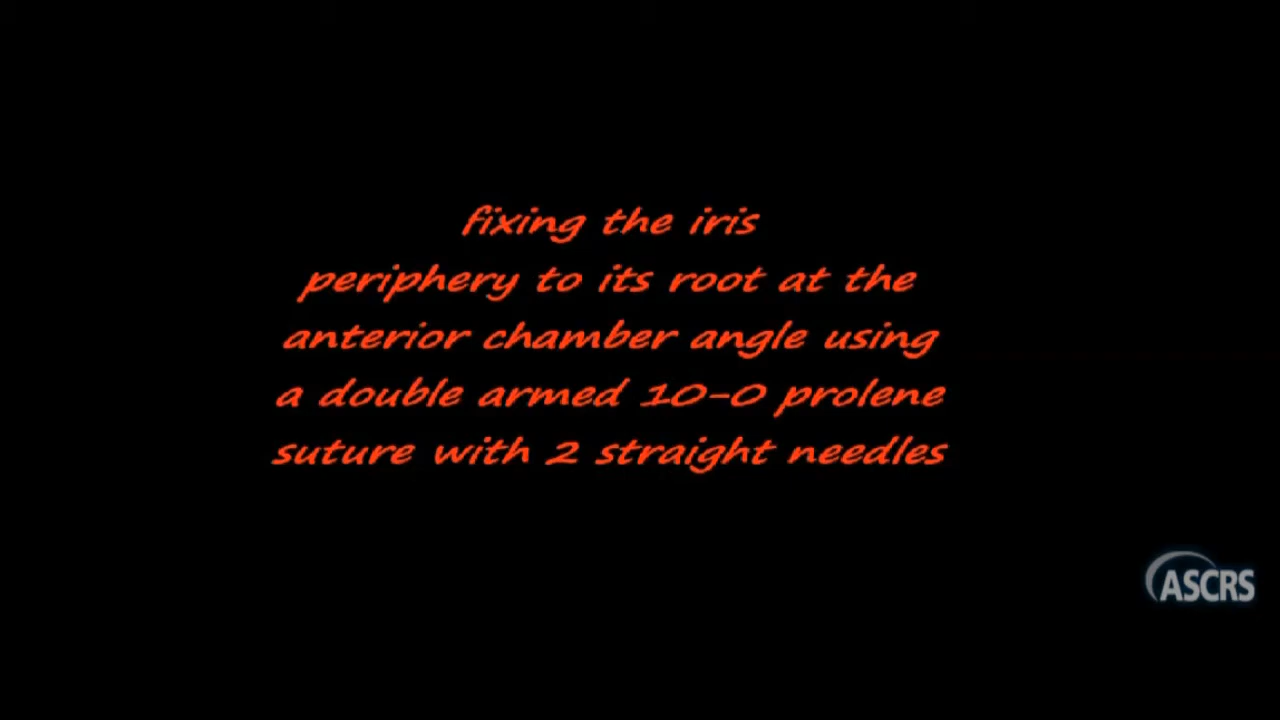 fixing the iris
periphery to its root at the
anterior chamber angle using
a double armed 10-0 prolene
suture with 2 straight needles
ASCRS